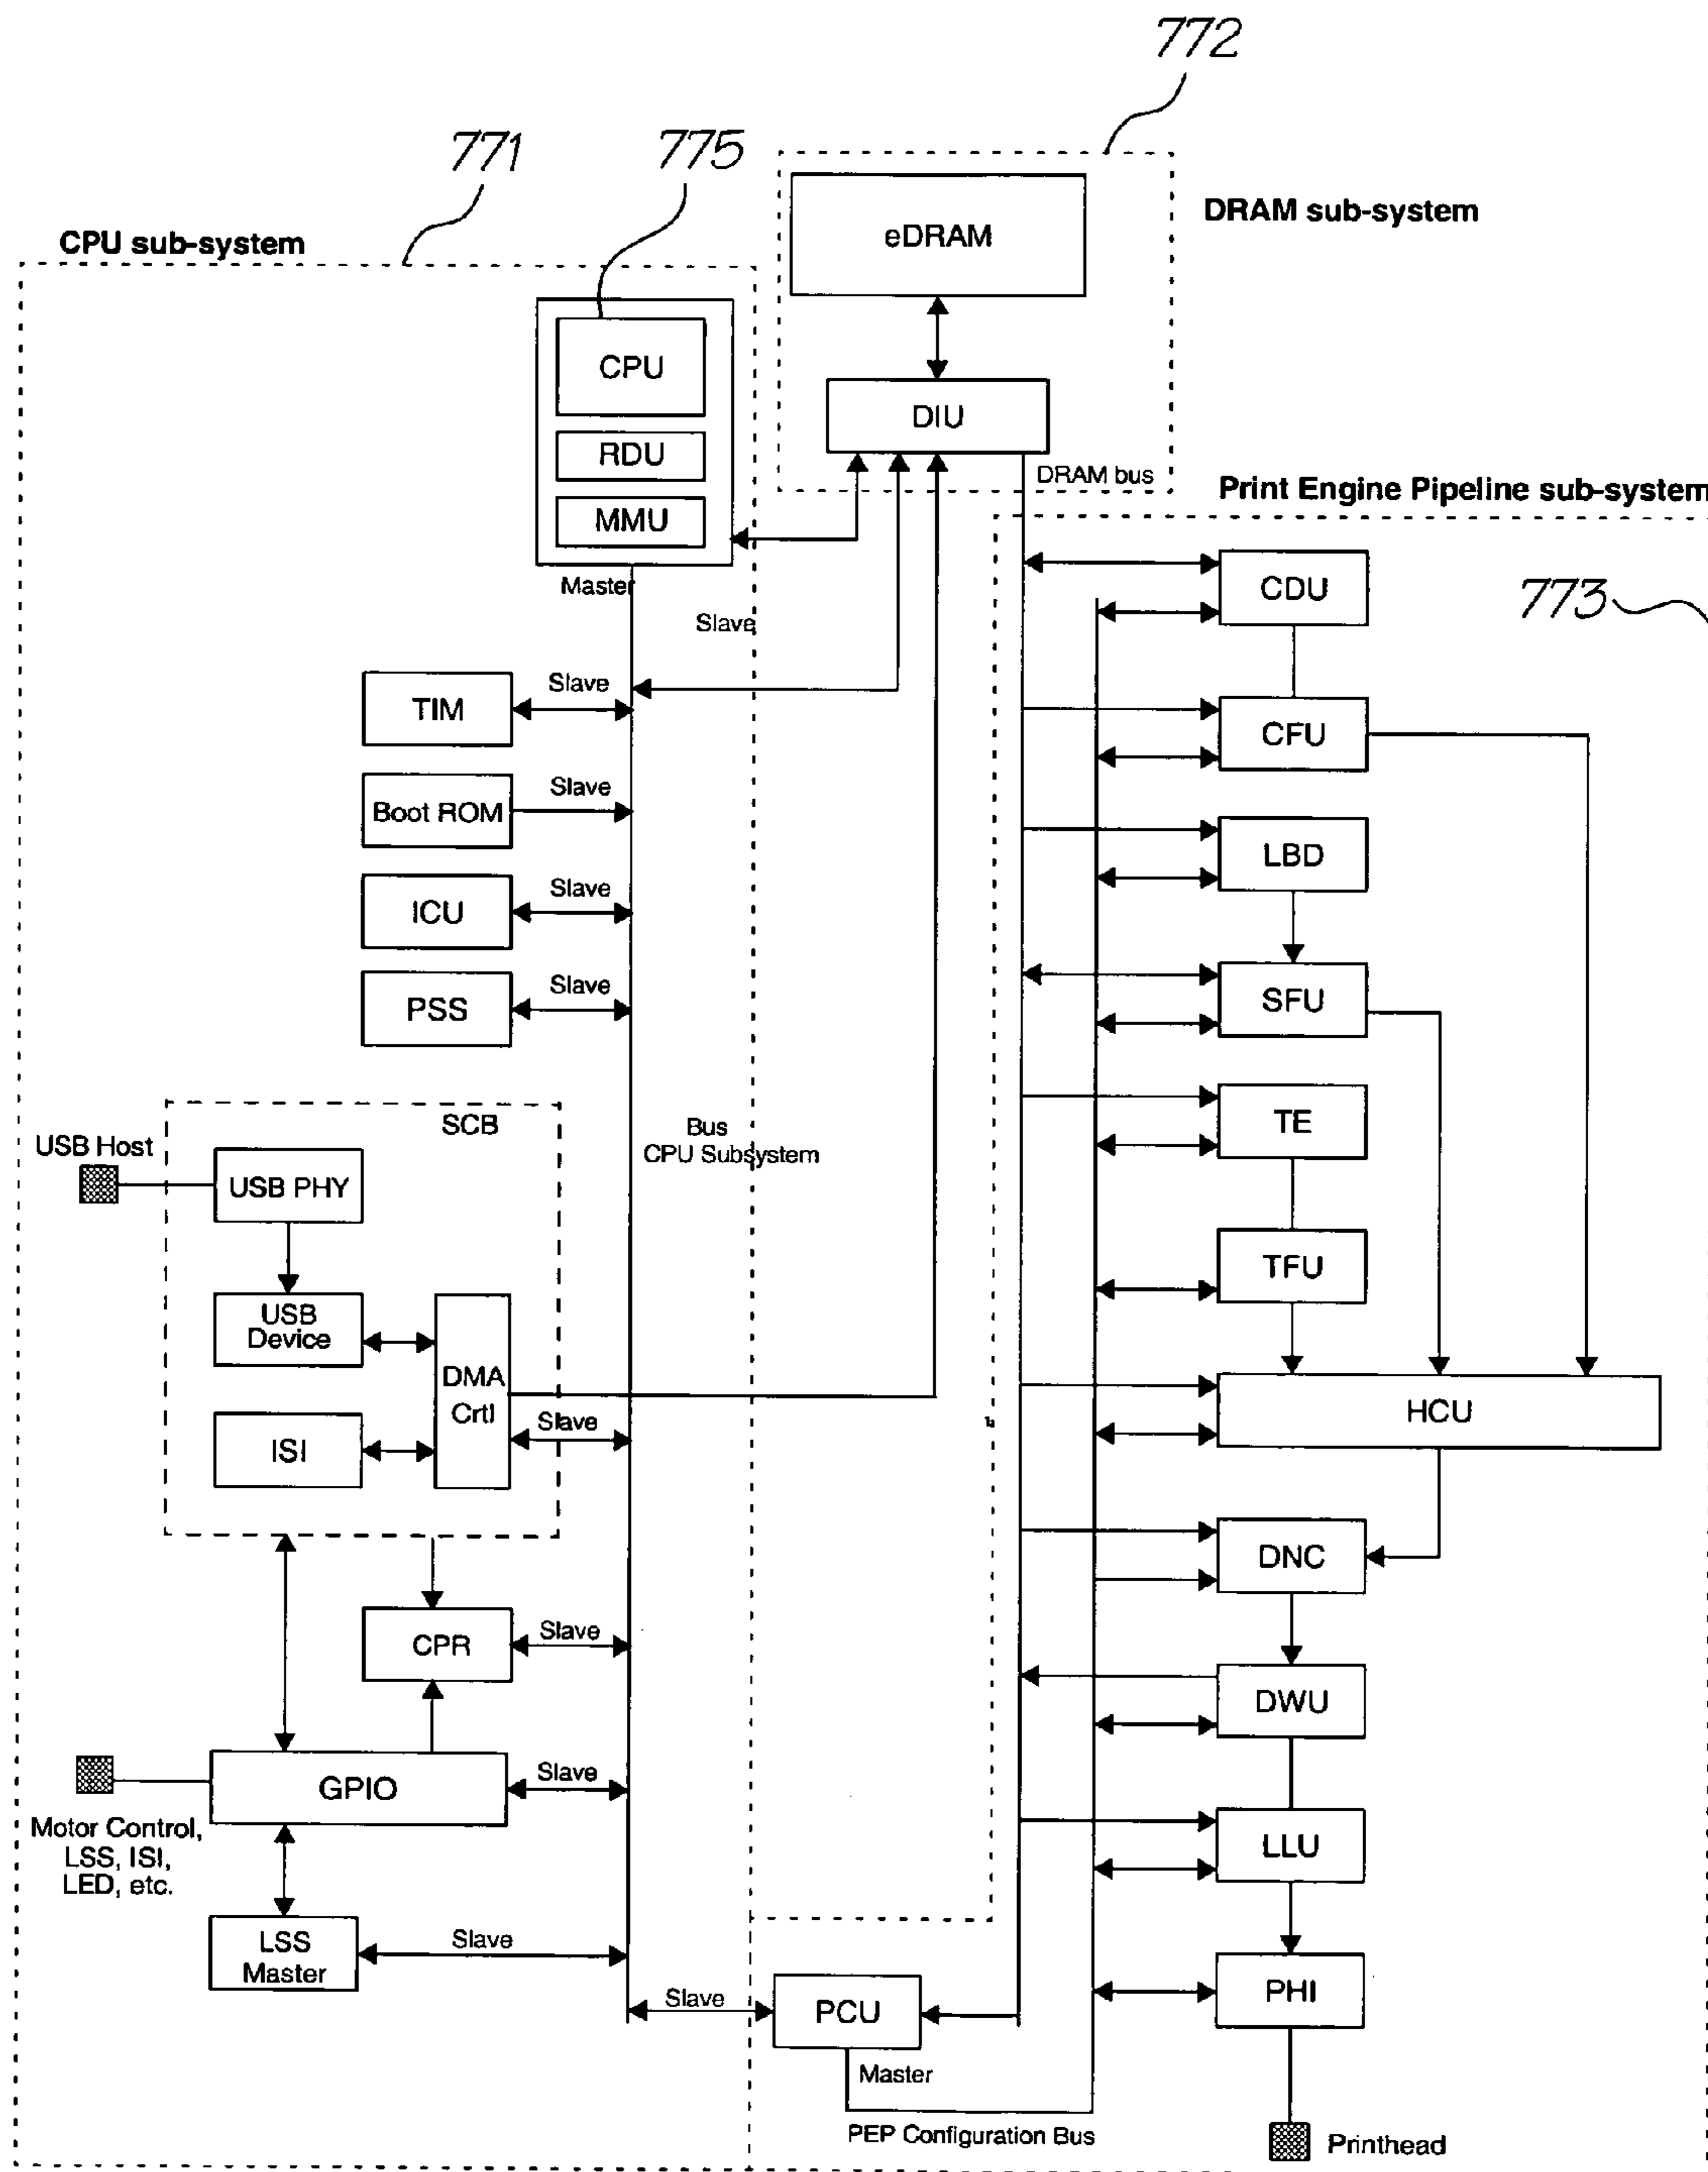 772
771
775
CPU sub-system
DRAM sub-system
eDRAM
CPU
DIU
RDU
MMU
DRAM bus
Print Engine Pipeline sub-system
Master
Slave
CDU
773
TIM
Slave
CFU
Boot ROM
Slave
LBD
ICU
Slave
PSS
Slave
SFU
SCB
TE
USB Host
Bus
CPU Subsystem
USB PHY
TFU
USB
Device
DMA
Crtl
Slave
HCU
ISI
DNC
CPR
Slave
DWU
GPIO
Slave
Motor Control,
LSS, ISI,
LED, etc.
LLU
LSS
Master
Slave
PHI
Slave
PCU
Master
PEP Configuration Bus
Printhead